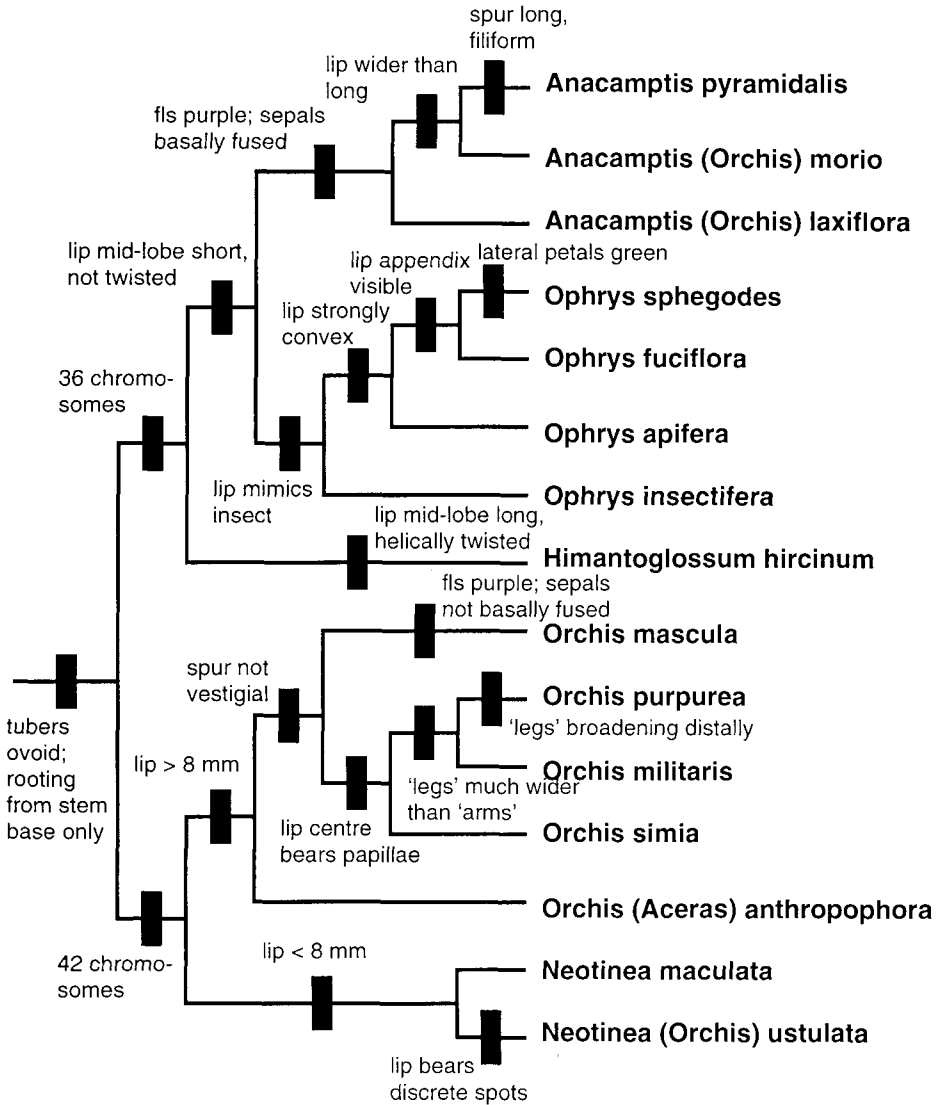 spur long,
filiform
lip wider than
long
Anacamptis pyramidalis
fls purple; sepals
basally fused
Anacamptis (Orchis) morio
Anacamptis (Orchis) laxiflora
lip mid-lobe short,
not twisted
lip appendix
visible
lateral petals green
Ophrys sphegodes
lip strongly
convex
Ophrys fuciflora
36 chromo-
somes
Ophrys apifera
lip mimics
insect
Ophrys insectifera
lip mid-lobe long,
helically twisted
Himantoglossum hircinum
fls purple; sepals
not basally fused
Orchis mascula
spur not
vestigial
Orchis purpurea
'legs' broadening distally
tubers
ovoid;
rooting
from stem
base only
lip > 8 mm
Orchis militaris
'legs' much wider
than 'arms'
lip centre
bears papillae
Orchis simia
Orchis (Aceras) anthropophora
42 chromo-
somes
lip < 8 mm
Neotinea maculata
Neotinea (Orchis) ustulata
lip bears
discrete spots